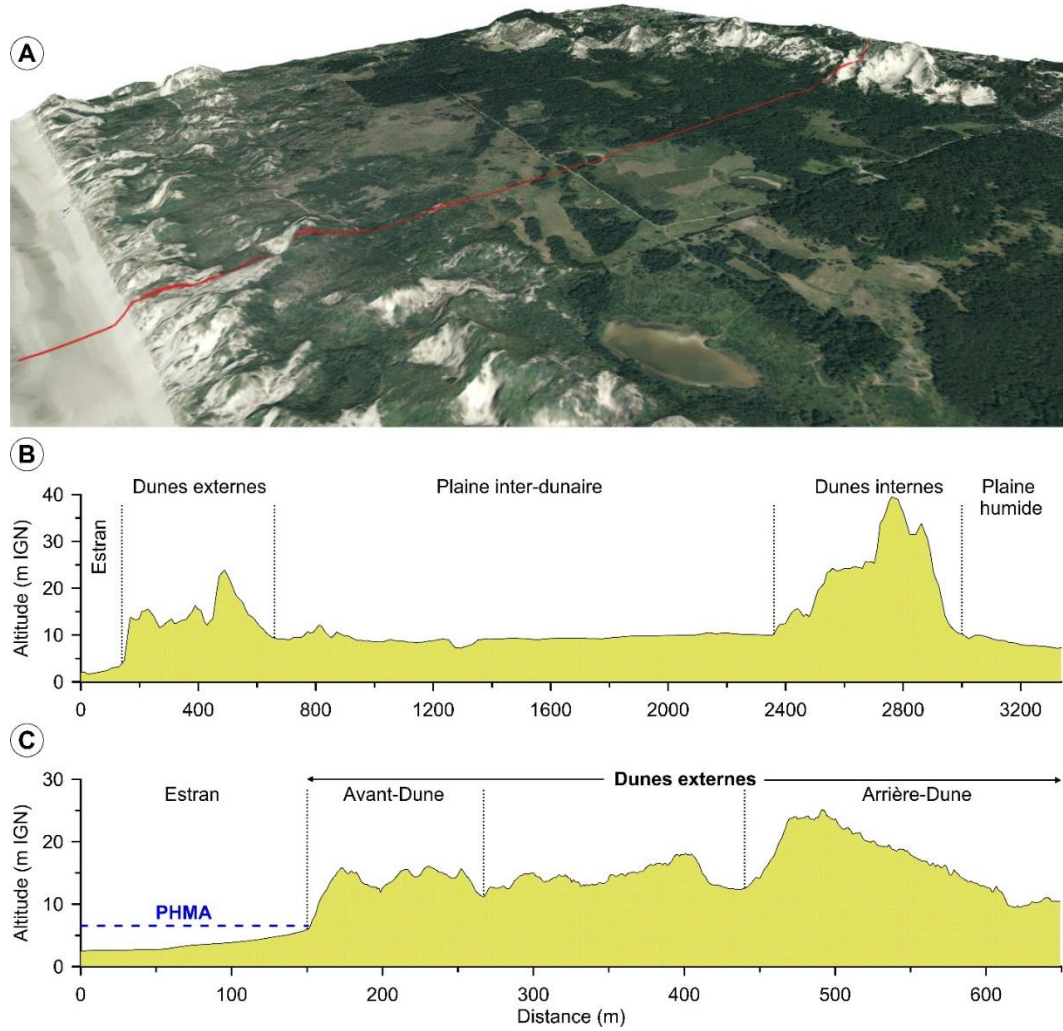 A
B
Dunes externes
Plaine inter-dunaire
Dunes internes
Plaine
humide
Estran
Altitude (m IGN)
40
30
20
10
0
0 400 800 1200 1600 2000 2400 2800 3200
C
Dunes externes
Estran
Avant-Dune
Arrière-Dune
PHMA
Altitude (m IGN)
30
20
10
0
0 100 200 300 400 500 600
Distance (m)